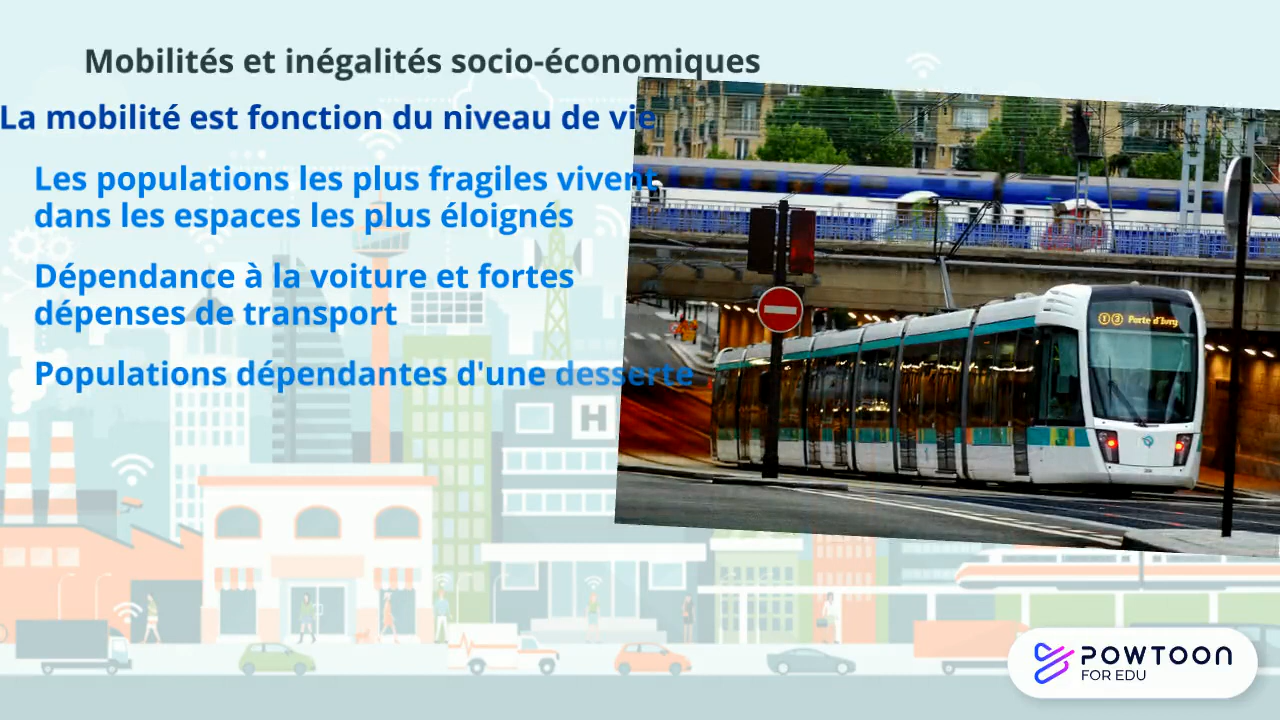 Mobilités et inégalités socio-économiques
La mobilité est fonction du niveau de vie
Les populations les plus fragiles vivent
dans les espaces les plus éloignés
Dépendance à la voiture et fortes
dépenses de transport
Populations dépendantes d'une desserte
T 3 Porte d'Ivry
H
POWTOON
FOR EDU